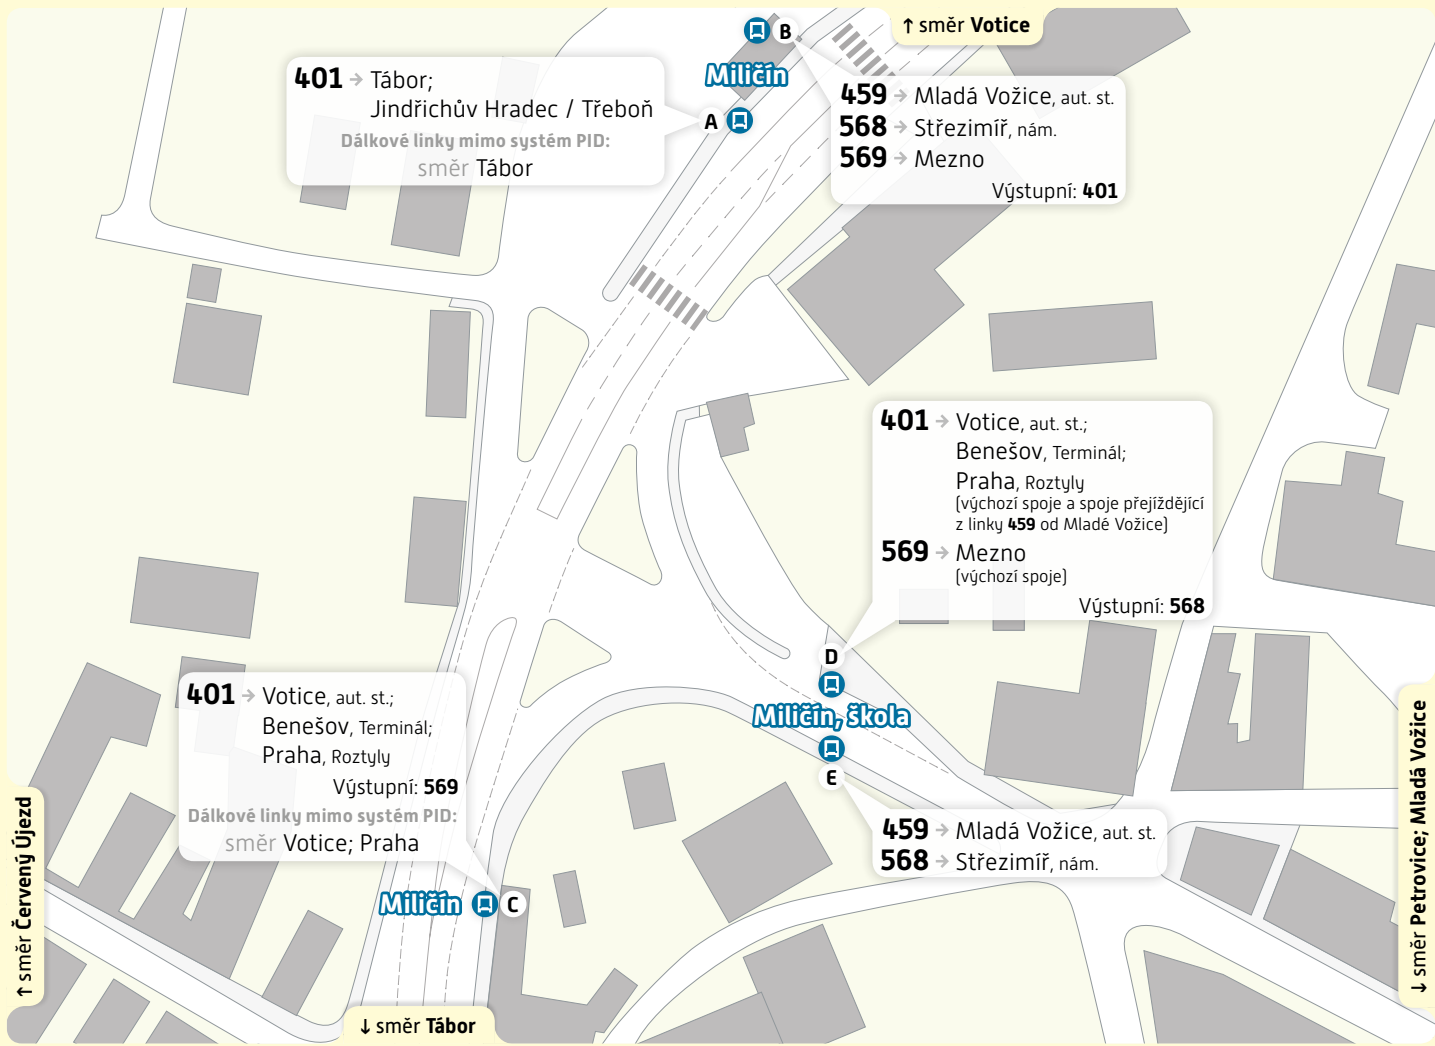 ↑ směr Votice
B
Miličín
A
401 → Tábor;
Jindřichův Hradec / Třeboň
Dálkové linky mimo systém PID:
směr Tábor
459 → Mladá Vožice, aut. st.
568 → Střezimíř, nám.
569 → Mezno
Výstupní: 401
401 → Votice, aut. st.;
Benešov, Terminál;
Praha, Roztyly
(výchozí spoje a spoje přejíždějící
z linky 459 od Mladé Vožice)
569 → Mezno
(výchozí spoje)
Výstupní: 568
D
Miličín, škola
E
459 → Mladá Vožice, aut. st.
568 → Střezimíř, nám.
401 → Votice, aut. st.;
Benešov, Terminál;
Praha, Roztyly
Výstupní: 569
Dálkové linky mimo systém PID:
směr Votice; Praha
Miličín
C
↑ směr Červený Újezd
↓ směr Tábor
↓ směr Petrovice; Mladá Vožice